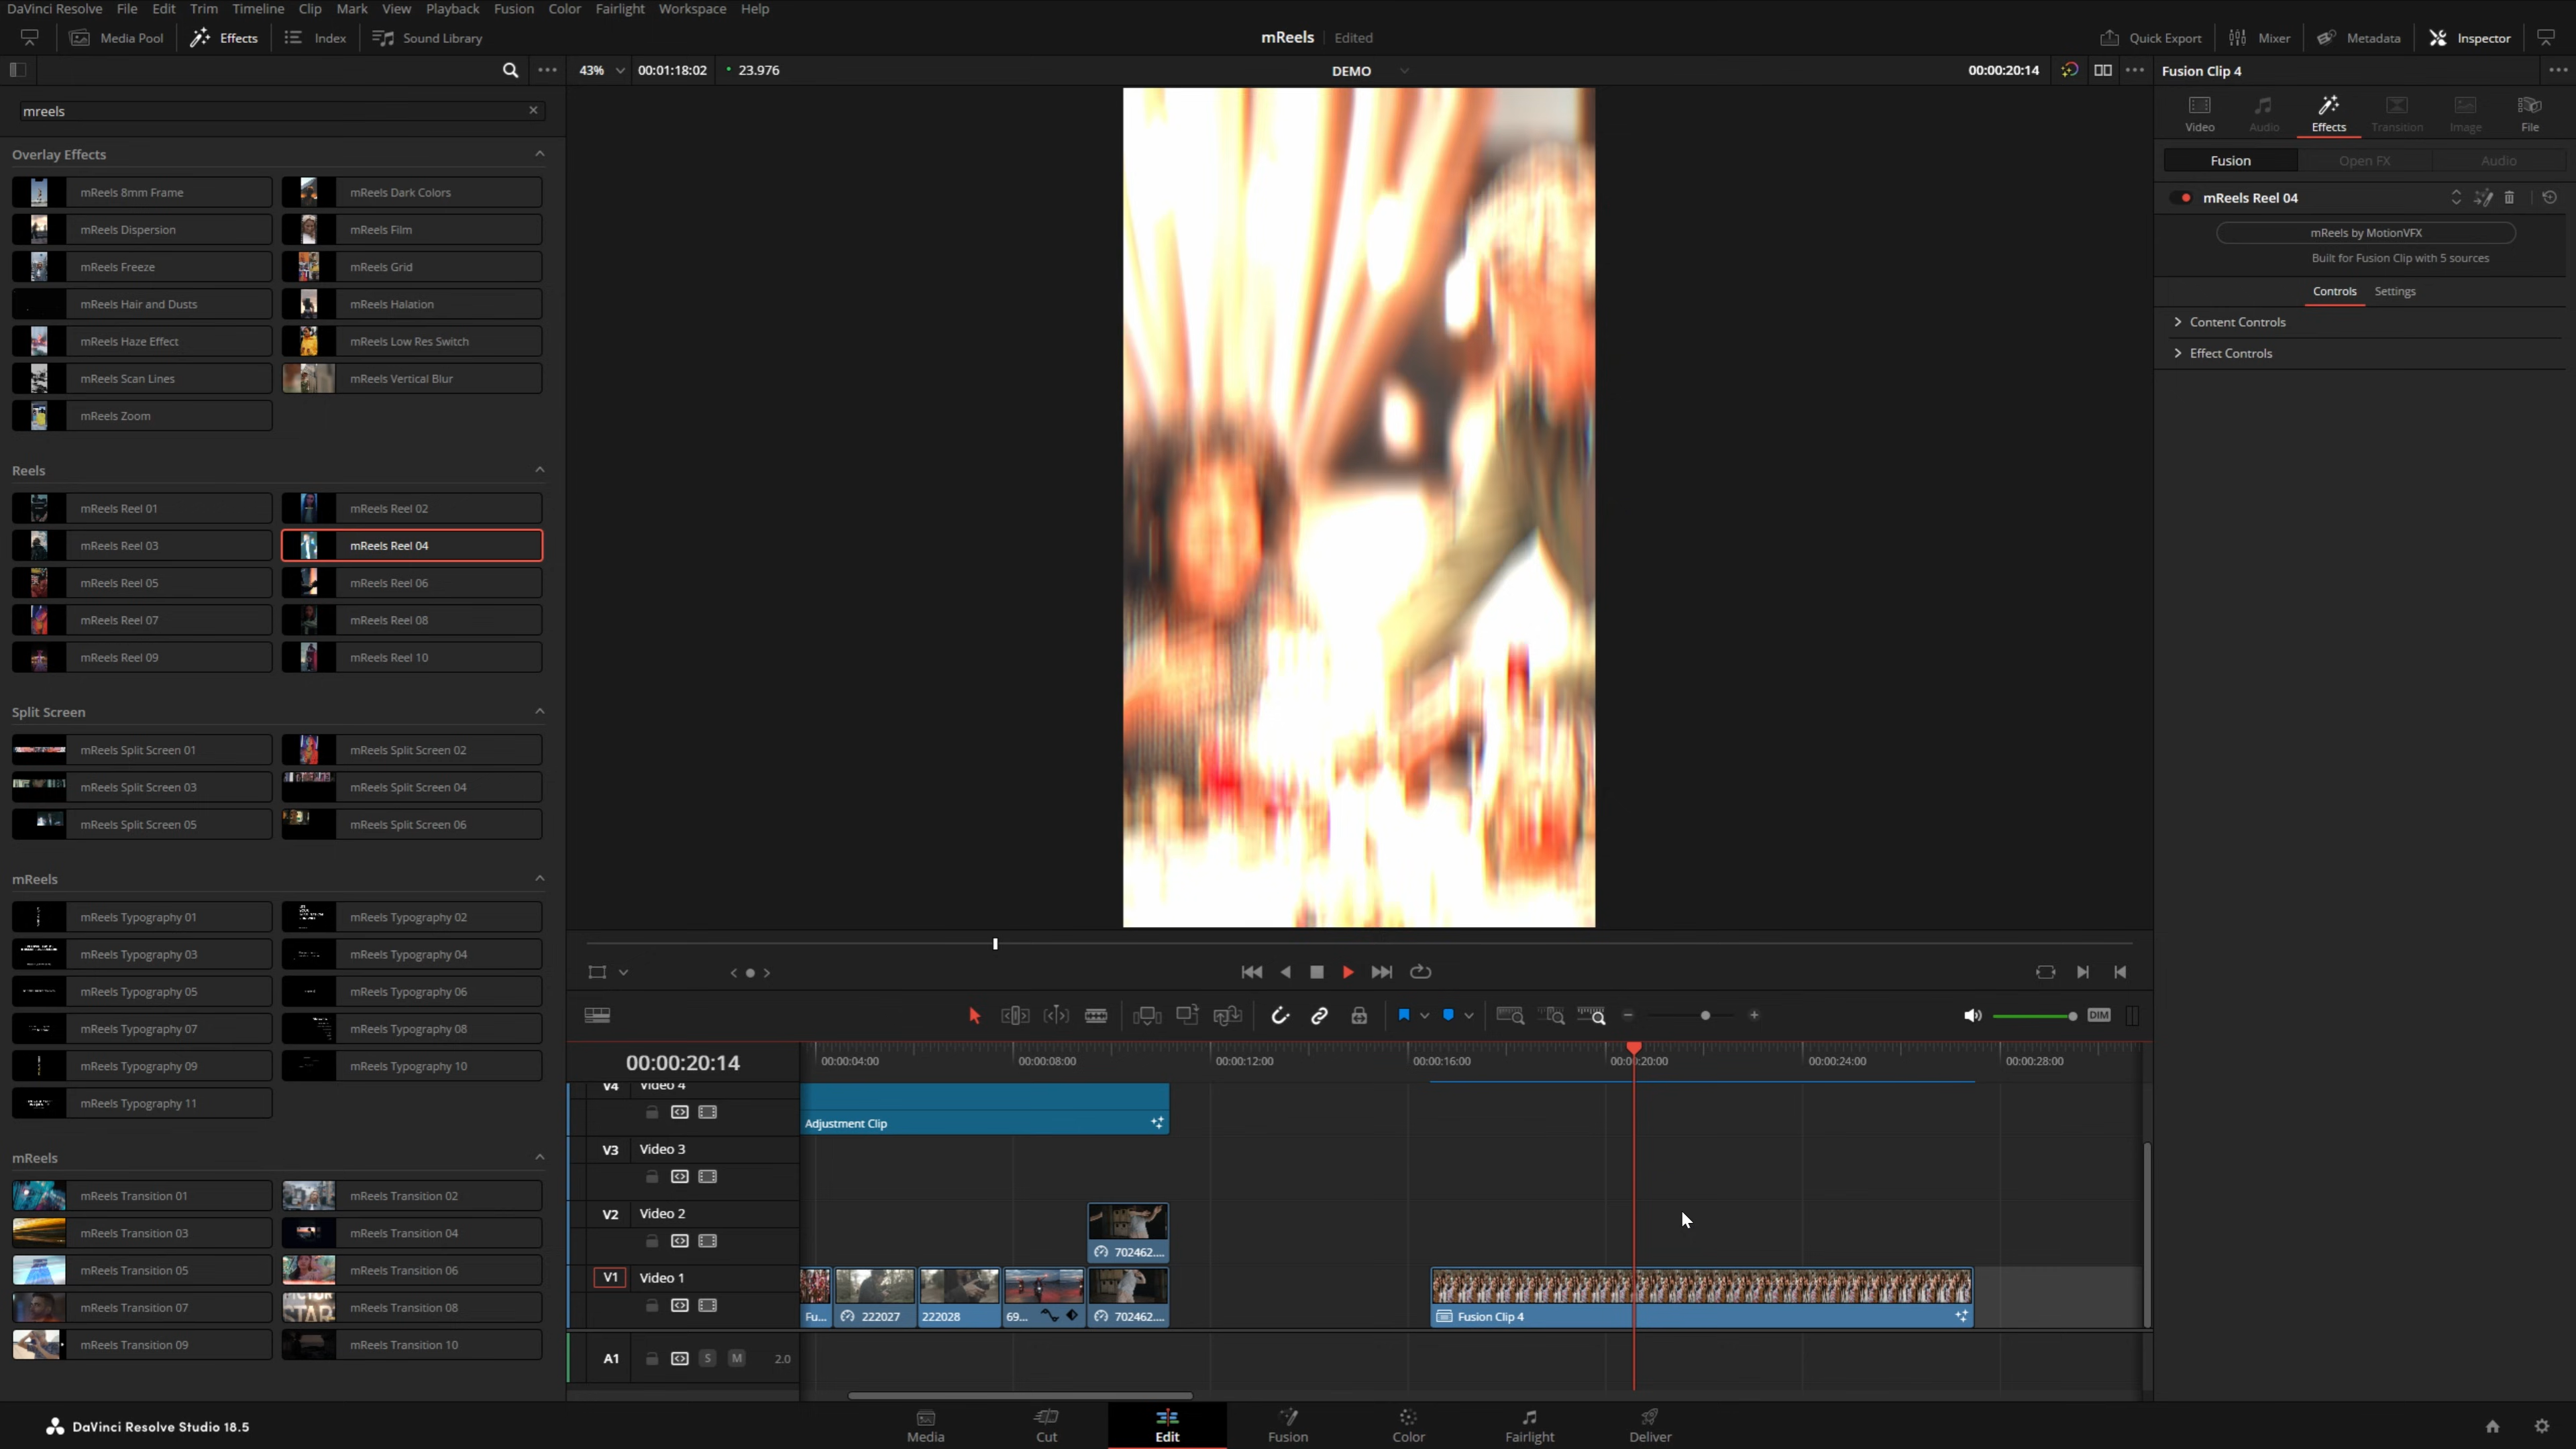 DaVinci Resolve File Edit Trim Timeline Clip Mark View Playback Fusion Color Fairlight Workspace Help
Media Pool Effects Index Sound Library mReels Edited Quick Export Mixer Metadata Inspector
43% 00:01:18:02 23.976 DEMO 00:00:20:14 Fusion Clip 4
mreels
Video Audio Effects Transition Image File
Fusion Open FX Audio
mReels Reel 04
mReels by MotionVFX
Built for Fusion Clip with 5 sources
Controls Settings
Content Controls
Effect Controls
Overlay Effects
mReels 8mm Frame mReels Dark Colors
mReels Dispersion mReels Film
mReels Freeze mReels Grid
mReels Hair and Dusts mReels Halation
mReels Haze Effect mReels Low Res Switch
mReels Scan Lines mReels Vertical Blur
mReels Zoom
Reels
mReels Reel 01 mReels Reel 02
mReels Reel 03 mReels Reel 04
mReels Reel 05 mReels Reel 06
mReels Reel 07 mReels Reel 08
mReels Reel 09 mReels Reel 10
Split Screen
mReels Split Screen 01 mReels Split Screen 02
mReels Split Screen 03 mReels Split Screen 04
mReels Split Screen 05 mReels Split Screen 06
mReels
mReels Typography 01 mReels Typography 02
mReels Typography 03 mReels Typography 04
mReels Typography 05 mReels Typography 06
mReels Typography 07 mReels Typography 08
mReels Typography 09 mReels Typography 10
mReels Typography 11
mReels
mReels Transition 01 mReels Transition 02
mReels Transition 03 mReels Transition 04
mReels Transition 05 mReels Transition 06
mReels Transition 07 mReels Transition 08
mReels Transition 09 mReels Transition 10
DIM
00:00:20:14 00:00:04:00 00:00:08:00 00:00:12:00 00:00:16:00 00:00:20:00 00:00:24:00 00:00:28:00
V4 Video 4
Adjustment Clip
V3 Video 3
V2 Video 2
702462....
V1 Video 1
Fu... 222027 222028 69... 702462.... Fusion Clip 4
A1 S M 2.0
DaVinci Resolve Studio 18.5
Media Cut Edit Fusion Color Fairlight Deliver